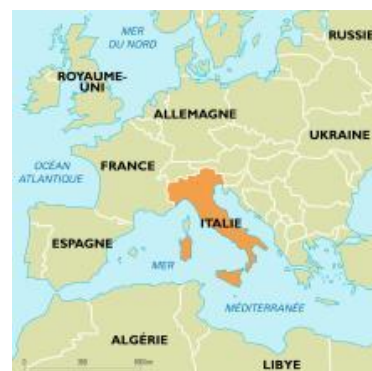 MER
DU NORD
RUSSIE
ROYAUME-
UNI
ALLEMAGNE
UKRAINE
OCÉAN
ATLANTIQUE
FRANCE
ITALIE
ESPAGNE
MER
MÉDITERRANÉE
ALGÉRIE
LIBYE